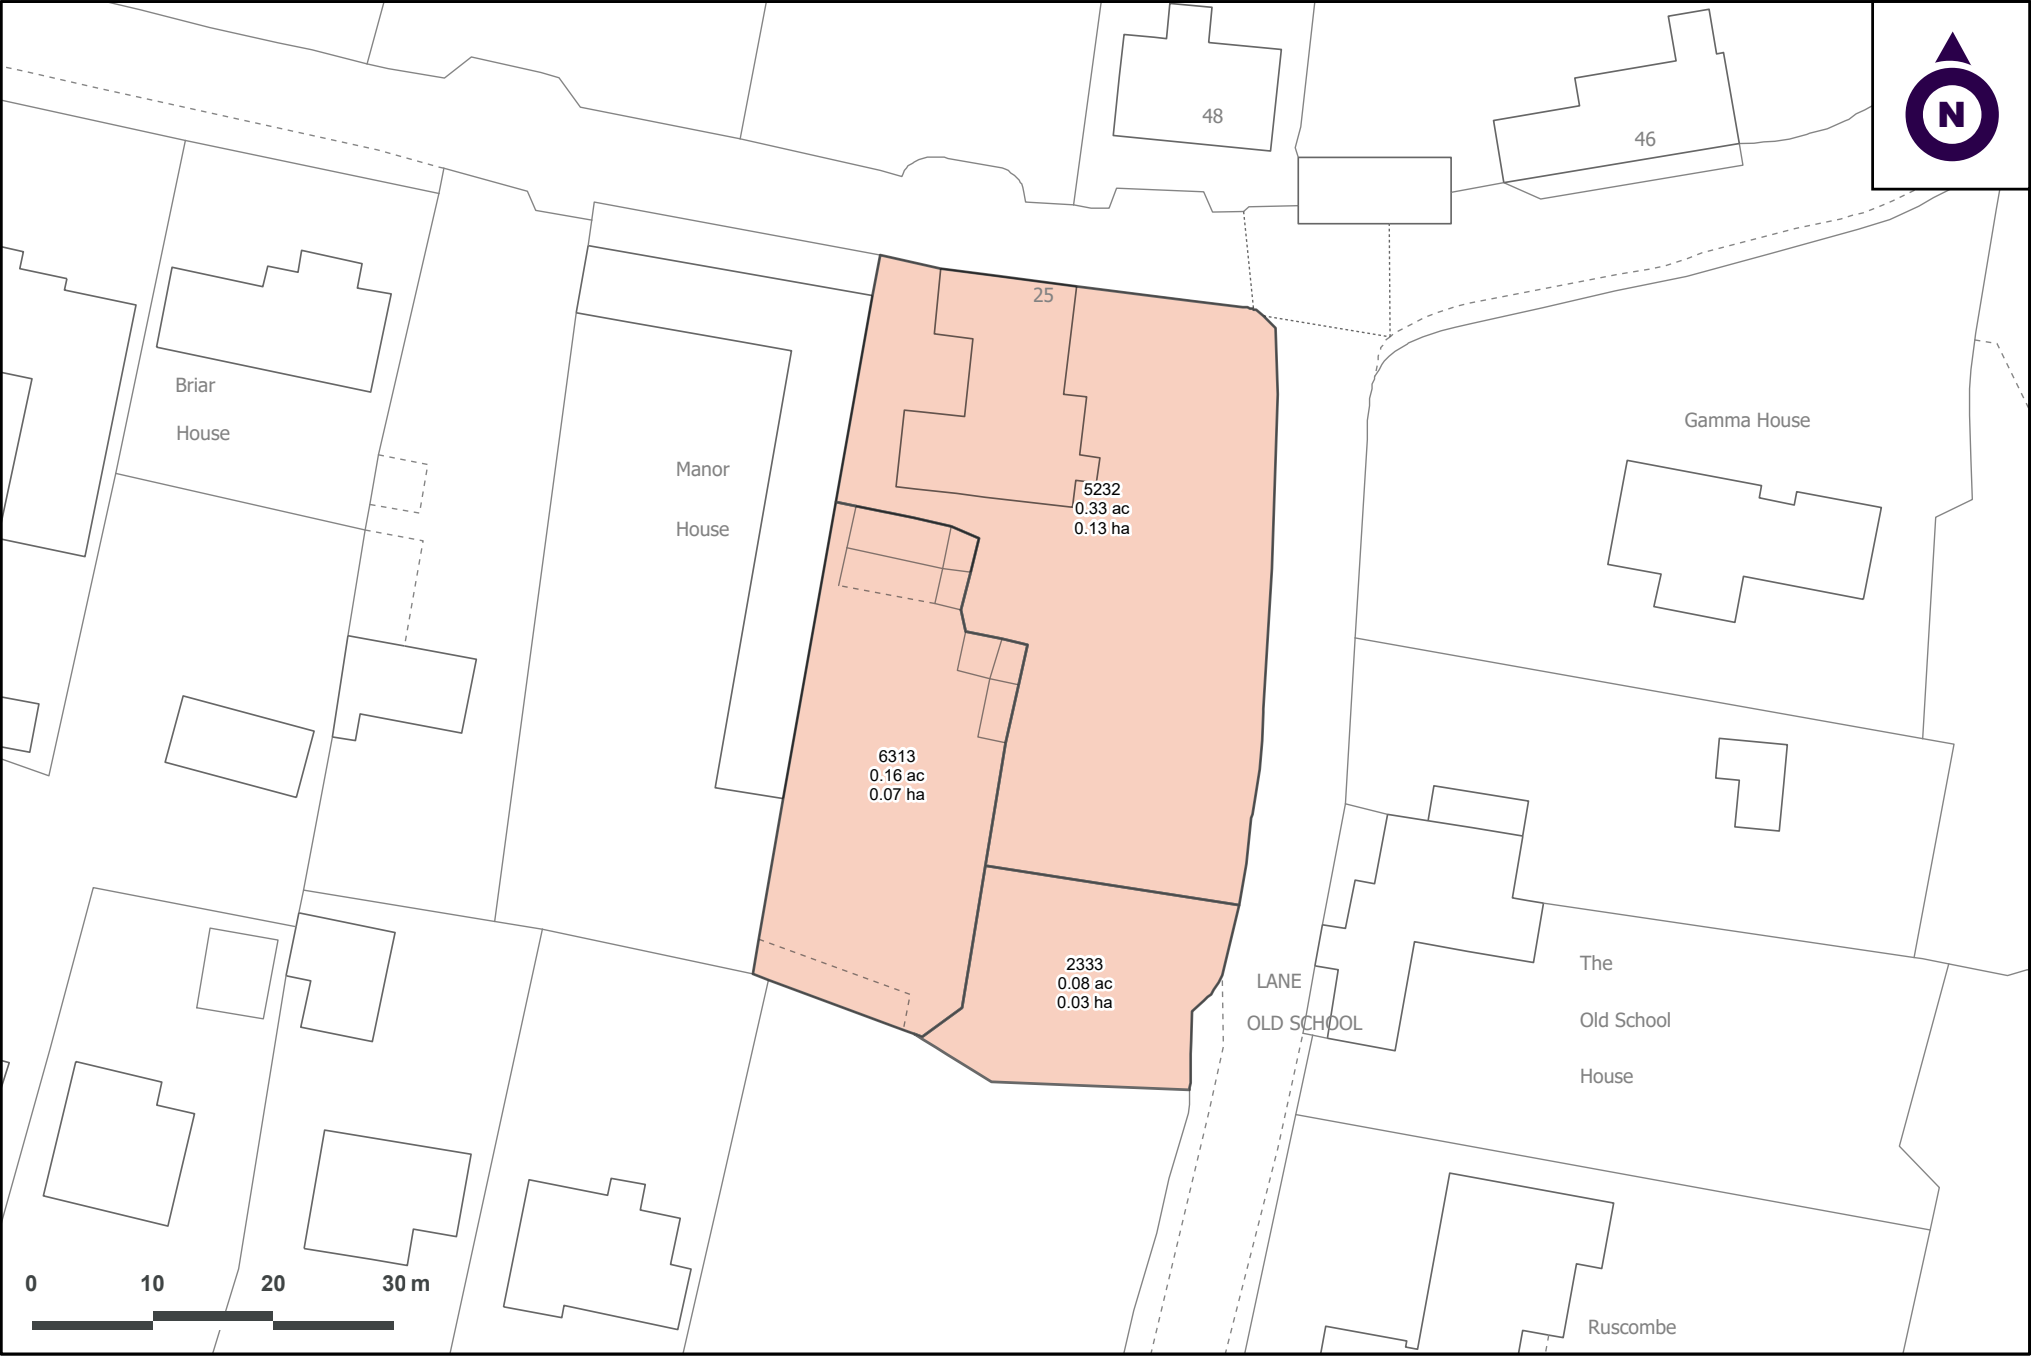 48
46
N
25
Briar
House
Gamma House
Manor
House
5232
0.33 ac
0.13 ha
6313
0.16 ac
0.07 ha
2333
0.08 ac
0.03 ha
LANE
OLD SCHOOL
The
Old School
House
0 10 20 30 m
Ruscombe